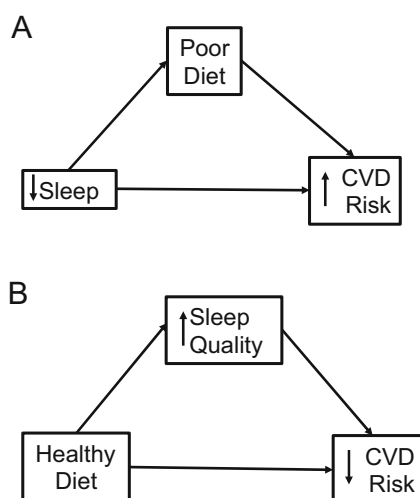 A
Poor
Diet
↓Sleep
↑ CVD
Risk
B
↑Sleep
Quality
Healthy
Diet
↓ CVD
Risk